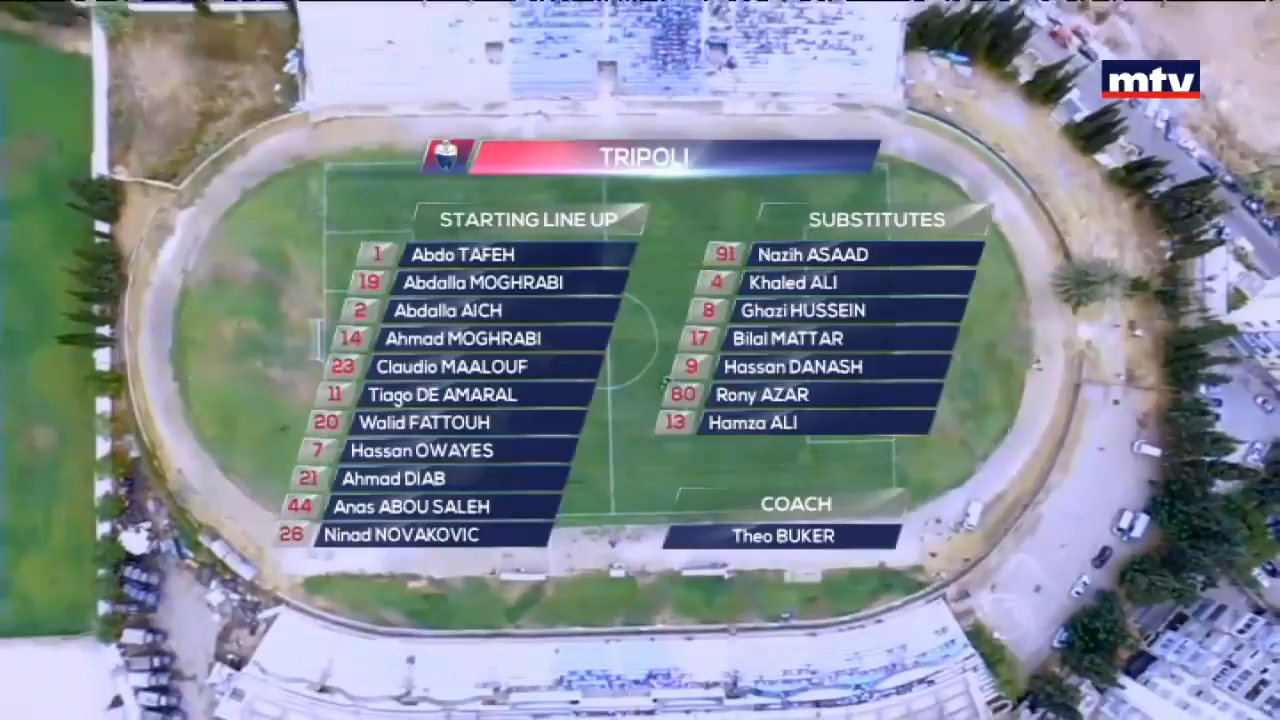 mtv
TRIPOLI
STARTING LINE UP
1 Abdo TAFEH
19 Abdalla MOGHRABI
2 Abdalla AICH
14 Ahmad MOGHRABI
23 Claudio MAALOUF
11 Tiago DE AMARAL
20 Walid FATTOUH
7 Hassan OWAYES
21 Ahmad DIAB
44 Anas ABOU SALEH
26 Ninad NOVAKOVIC
SUBSTITUTES
91 Nazih ASAAD
4 Khaled ALI
8 Ghazi HUSSEIN
17 Bilal MATTAR
9 Hassan DANASH
80 Rony AZAR
13 Hamza ALI
COACH
Theo BUKER